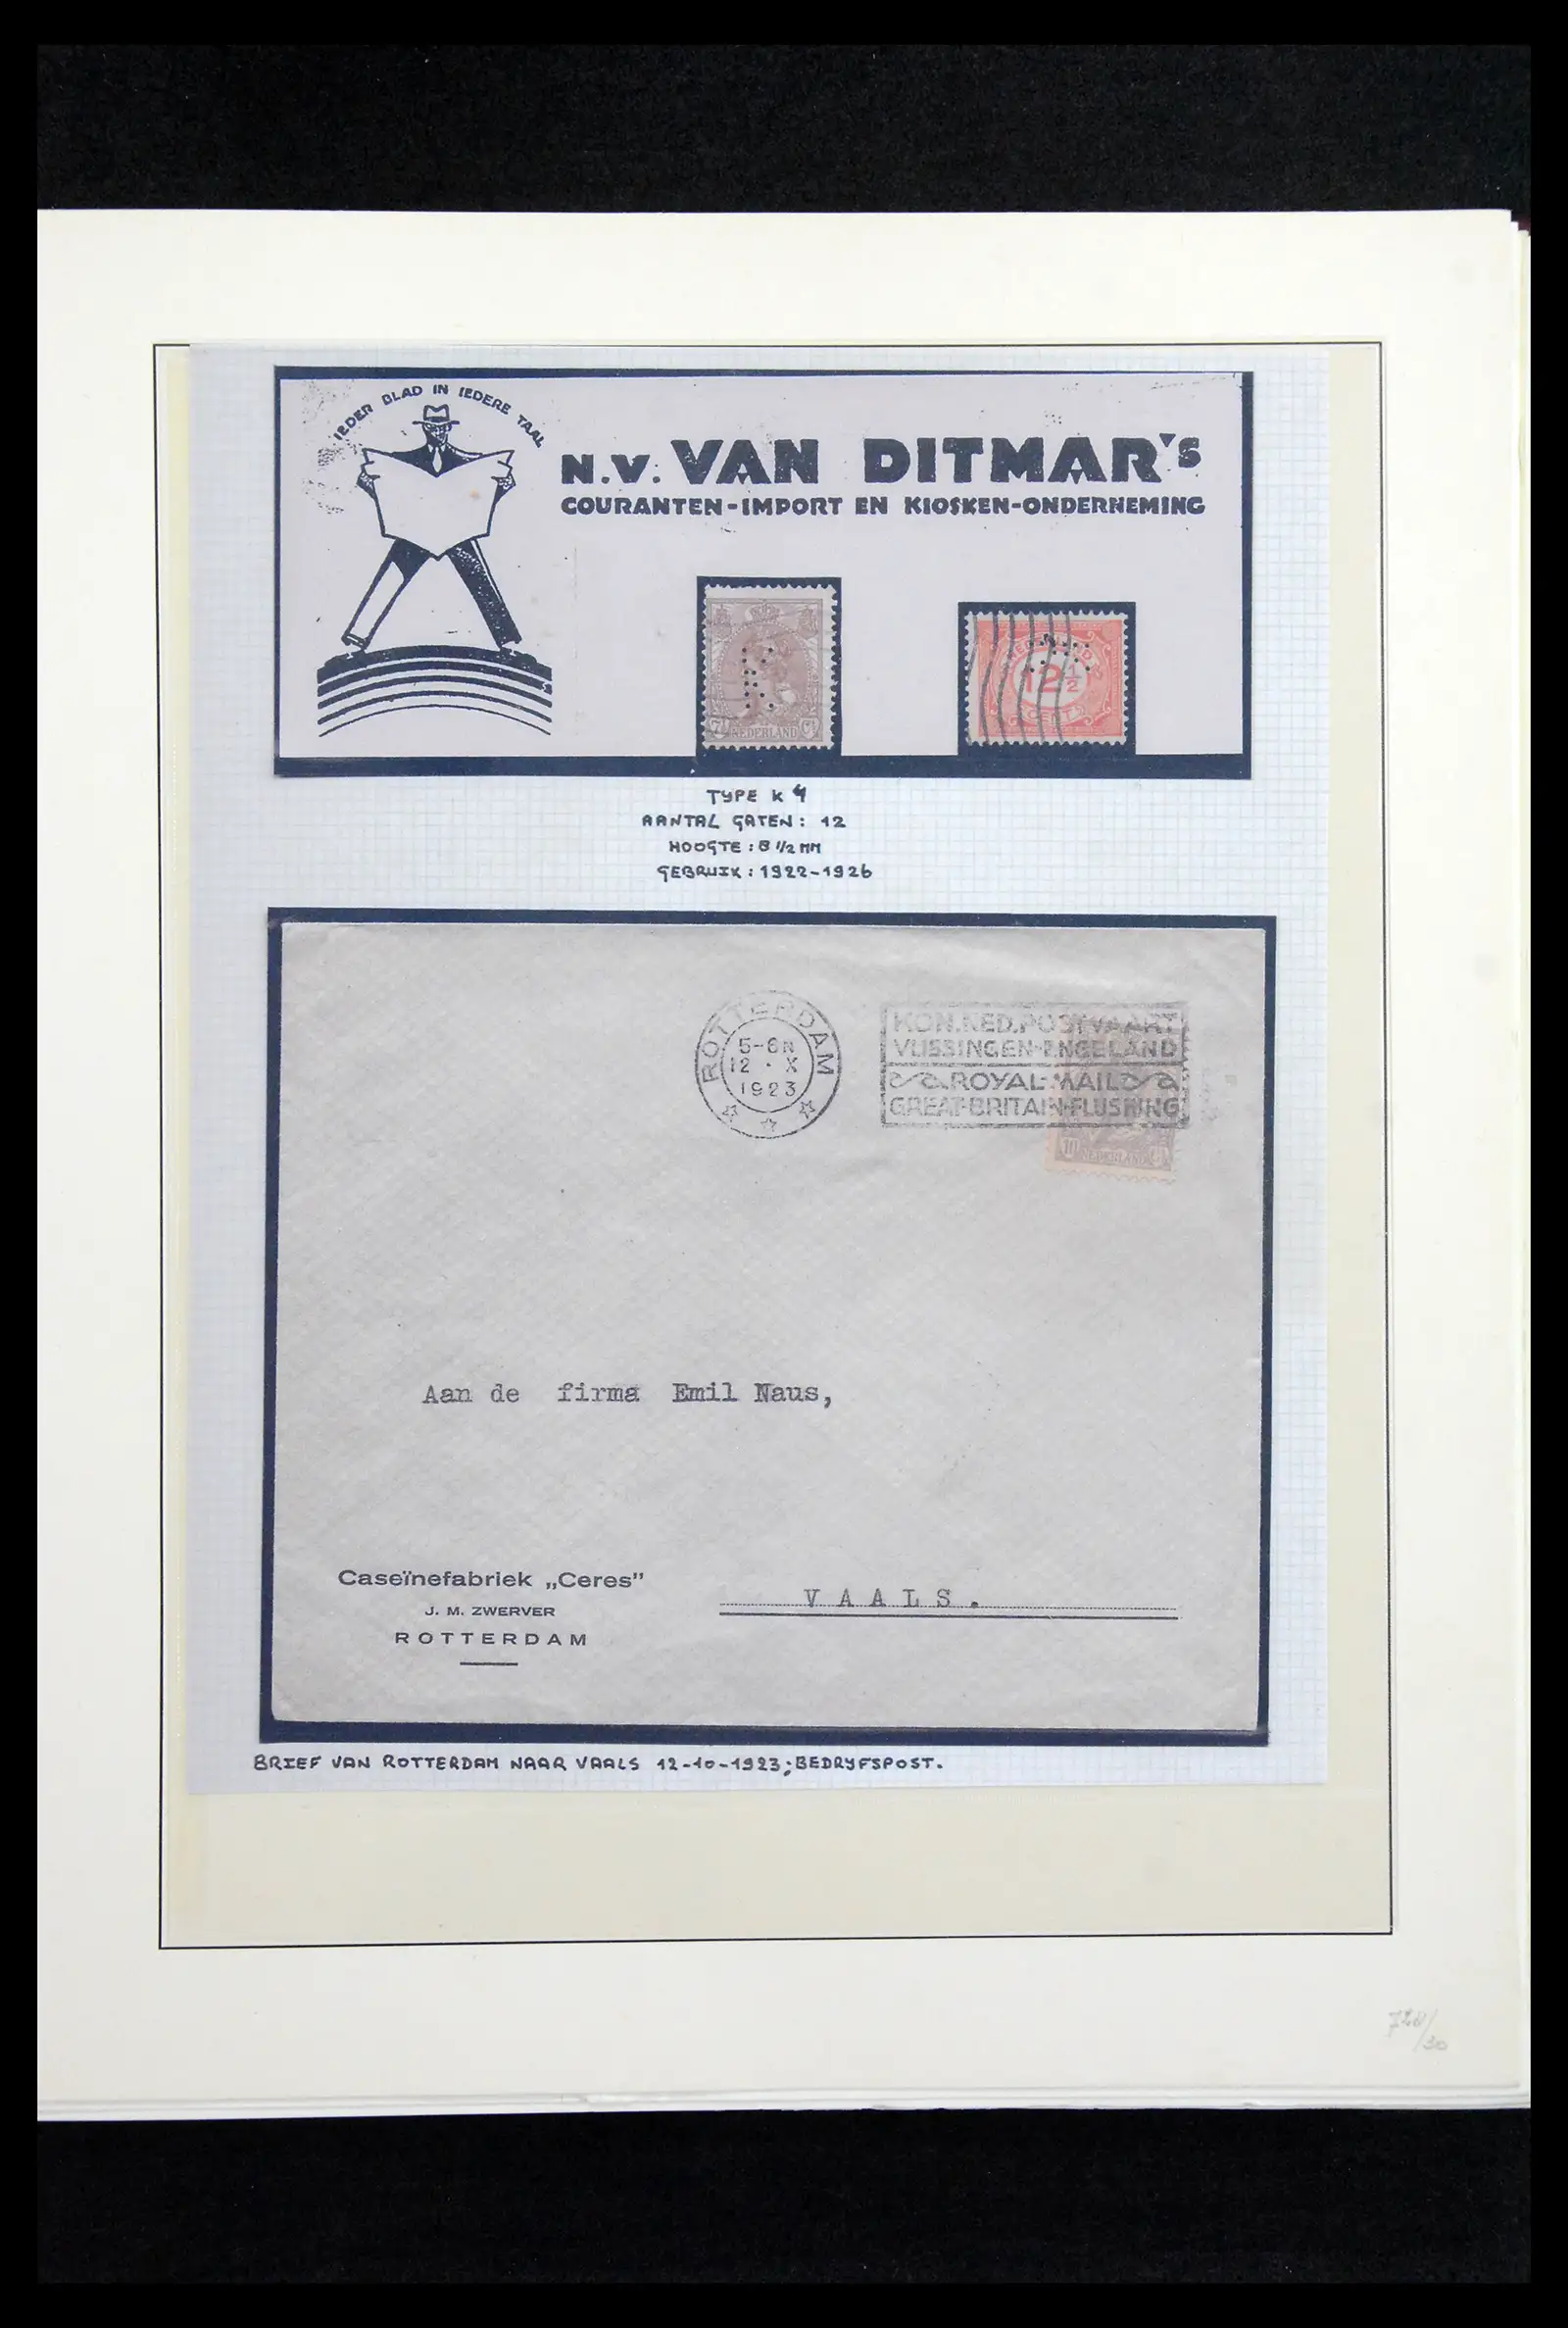 IEDER BLAD IN IEDERE TAAL
N.V. VAN DITMAR's
COURANTEN-IMPORT EN KIOSKEN-ONDERNEMING
NEDERLAND
12½
CENT
TYPE K 4
AANTAL GATEN: 12
HOOGTE: 8 1/2 MM
GEBRUIK: 1922-1926
ROTTERDAM
5-6N
12 · X
1923
KON. NED. POSTVAART
VLISSINGEN-ENGELAND
ROYAL-MAIL
GREAT-BRITAIN-FLUSHING
10 NEDERLAND
Aan de firma Emil Naus,
Caseïnefabriek „Ceres"
J. M. ZWERVER
ROTTERDAM
VAALS.
BRIEF VAN ROTTERDAM NAAR VAALS 12-10-1923; BEDRYFSPOST.